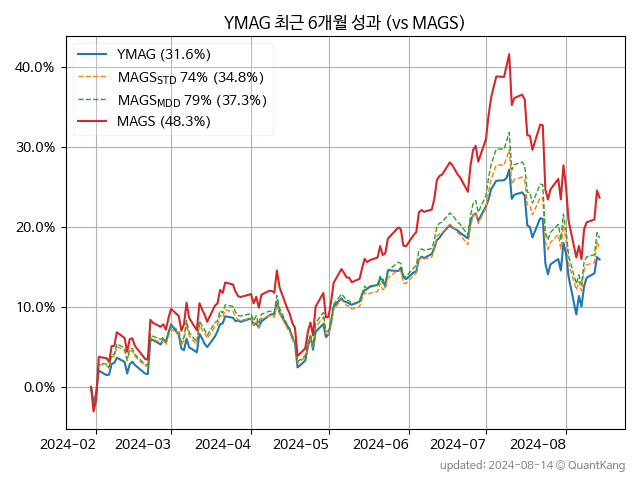 YMAG 최근 6개월 성과 (vs MAGS)
YMAG (31.6%)
MAGS_STD 74% (34.8%)
MAGS_MDD 79% (37.3%)
MAGS (48.3%)
40.0%
30.0%
20.0%
10.0%
0.0%
2024-02 2024-03 2024-04 2024-05 2024-06 2024-07 2024-08
updated: 2024-08-14 © QuantKang